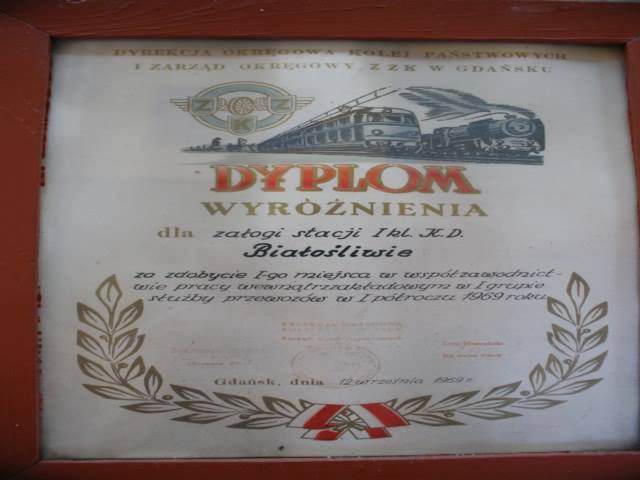 DYREKCJA OKRĘGOWA KOLEI PAŃSTWOWYCH
I ZARZĄD OKRĘGOWY ZZK W GDAŃSKU
Z Z
K
DYPLOM
WYRÓŻNIENIA
dla załogi stacji I kl. K.D.
Białośliwie
za zdobycie I-go miejsca w współzawodnict-
wie pracy wewnątrzzakładowym w I grupie
służby przewozów w I półroczu 1969 roku
Gdańsk, dnia 12 września 1969 r.